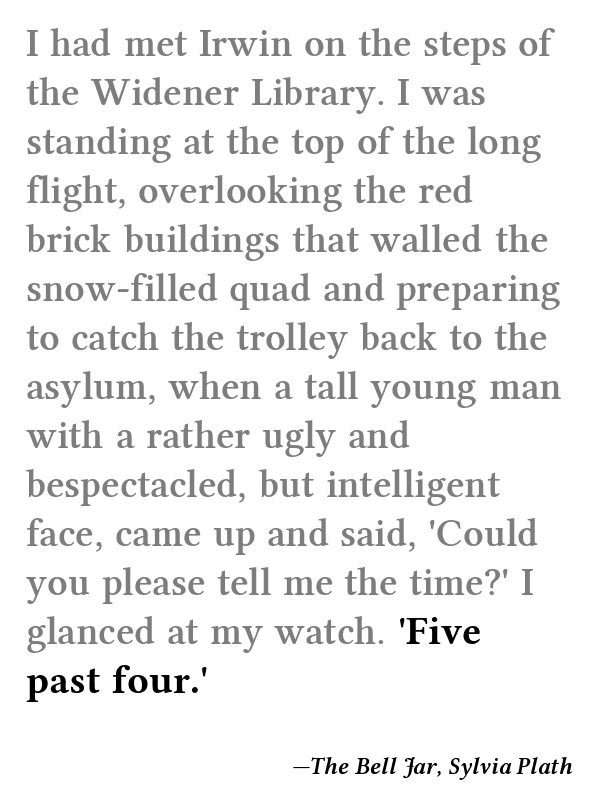 I had met Irwin on the steps of
the Widener Library. I was
standing at the top of the long
flight, overlooking the red
brick buildings that walled the
snow-filled quad and preparing
to catch the trolley back to the
asylum, when a tall young man
with a rather ugly and
bespectacled, but intelligent
face, came up and said, 'Could
you please tell me the time?' I
glanced at my watch. 'Five
past four.'
—The Bell Jar, Sylvia Plath